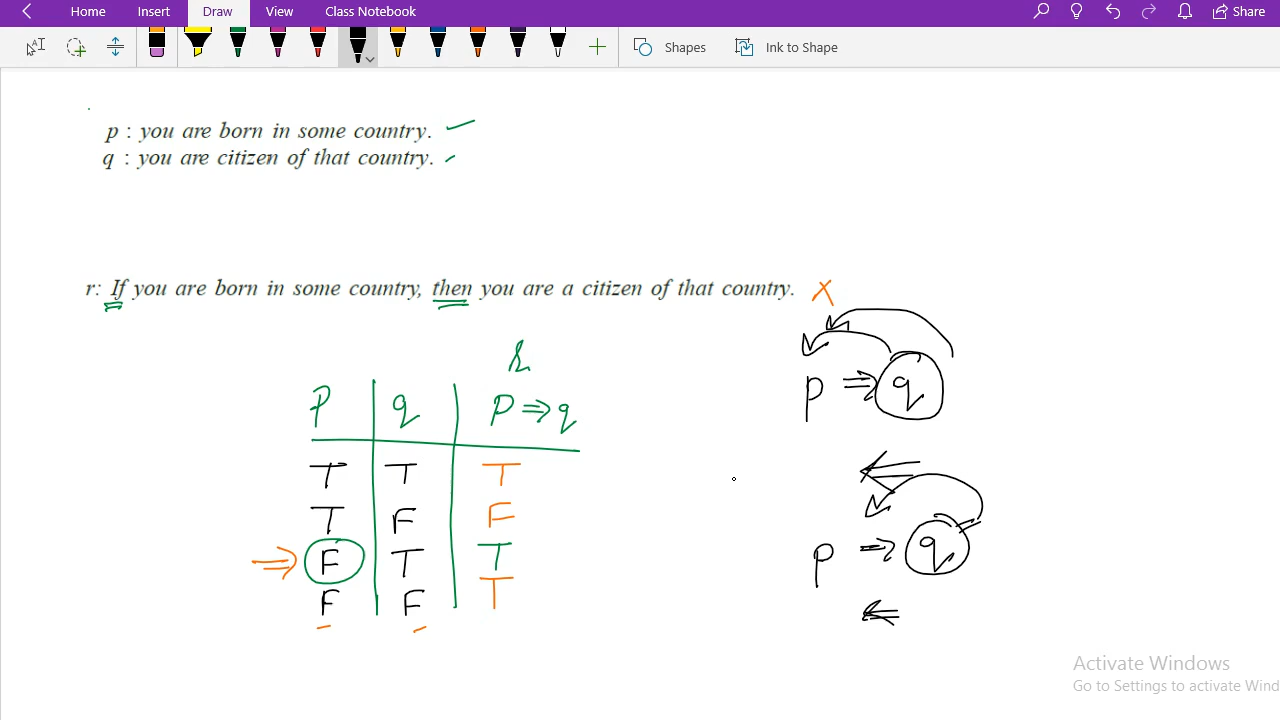 Home Insert Draw View Class Notebook Share
Shapes Ink to Shape
p : you are born in some country.
q : you are citizen of that country.
r: If you are born in some country, then you are a citizen of that country. X
r
p q p ⇒ q
T T T
T F F
⇒ F T T
F F T
p ⇒ q
⇐
p ⇒ q
⇐
Activate Windows
Go to Settings to activate Wind